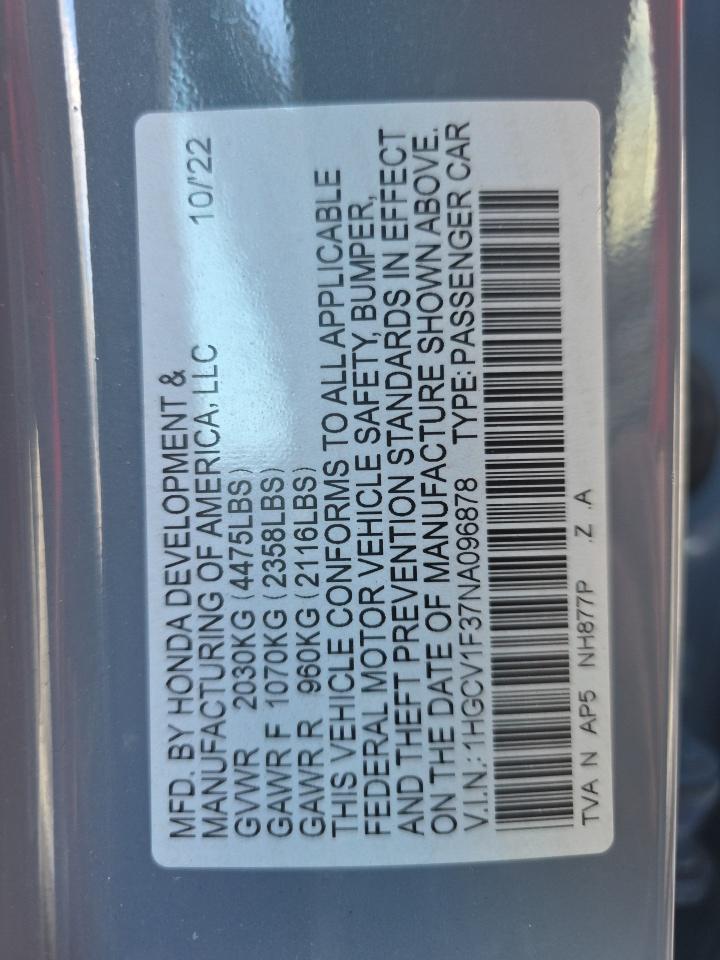 MFD. BY HONDA DEVELOPMENT &
MANUFACTURING OF AMERICA, LLC 10/'22
GVWR 2030KG (4475LBS)
GAWR F 1070KG (2358LBS)
GAWR R 960KG (2116LBS)
THIS VEHICLE CONFORMS TO ALL APPLICABLE
FEDERAL MOTOR VEHICLE SAFETY, BUMPER,
AND THEFT PREVENTION STANDARDS IN EFFECT
ON THE DATE OF MANUFACTURE SHOWN ABOVE.
V.I.N.: 1HGCV1F37NA096878 TYPE: PASSENGER CAR
TVA N AP5 NH877P .Z .A